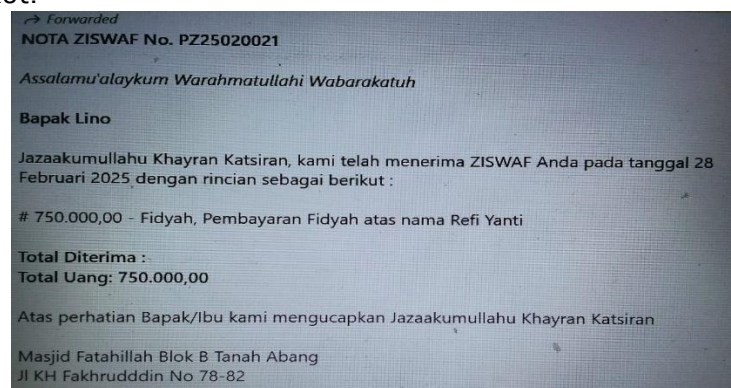 Forwarded
NOTA ZISWAF No. PZ25020021
Assalamu'alaykum Warahmatullahi Wabarakatuh
Bapak Lino
Jazaakumullahu Khayran Katsiran, kami telah menerima ZISWAF Anda pada tanggal 28
Februari 2025 dengan rincian sebagai berikut :
# 750.000,00 - Fidyah, Pembayaran Fidyah atas nama Refi Yanti
Total Diterima :
Total Uang: 750.000,00
Atas perhatian Bapak/Ibu kami mengucapkan Jazaakumullahu Khayran Katsiran
Masjid Fatahillah Blok B Tanah Abang
Jl KH Fakhrudddin No 78-82